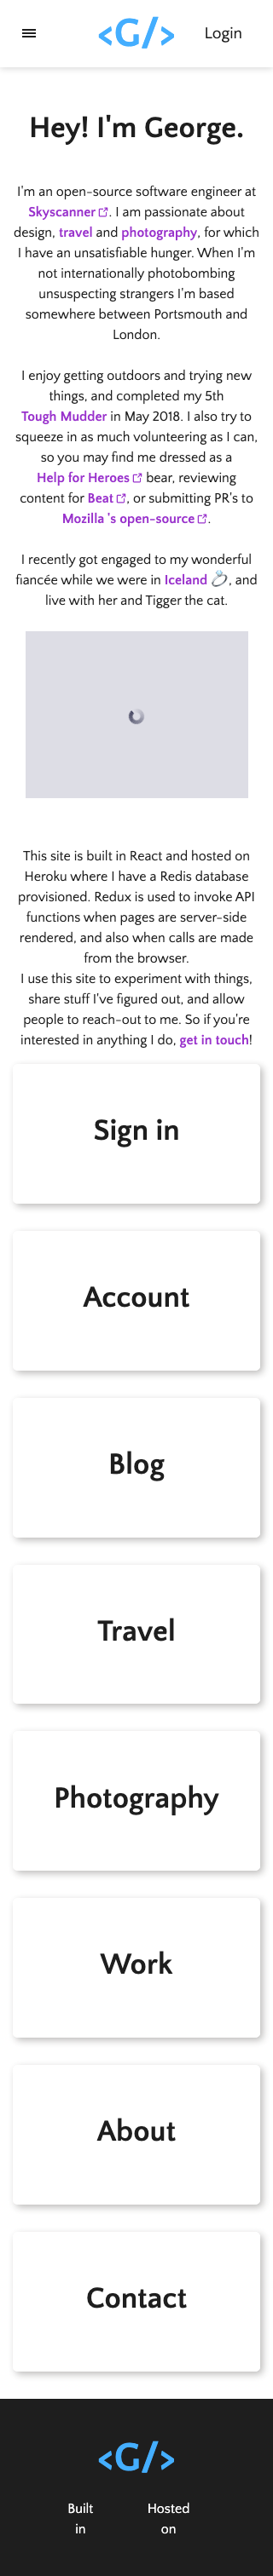 <G/>
Login
Hey! I'm George.
I'm an open-source software engineer at
Skyscanner. I am passionate about
design, travel and photography, for which
I have an unsatisfiable hunger. When I'm
not internationally photobombing
unsuspecting strangers I'm based
somewhere between Portsmouth and
London.
I enjoy getting outdoors and trying new
things, and completed my 5th
Tough Mudder in May 2018. I also try to
squeeze in as much volunteering as I can,
so you may find me dressed as a
Help for Heroes bear, reviewing
content for Beat, or submitting PR's to
Mozilla 's open-source.
I recently got engaged to my wonderful
fiancée while we were in Iceland 💍, and
live with her and Tigger the cat.
This site is built in React and hosted on
Heroku where I have a Redis database
provisioned. Redux is used to invoke API
functions when pages are server-side
rendered, and also when calls are made
from the browser.
I use this site to experiment with things,
share stuff I've figured out, and allow
people to reach-out to me. So if you're
interested in anything I do, get in touch!
Sign in
Account
Blog
Travel
Photography
Work
About
Contact
<G/>
Built
in
Hosted
on